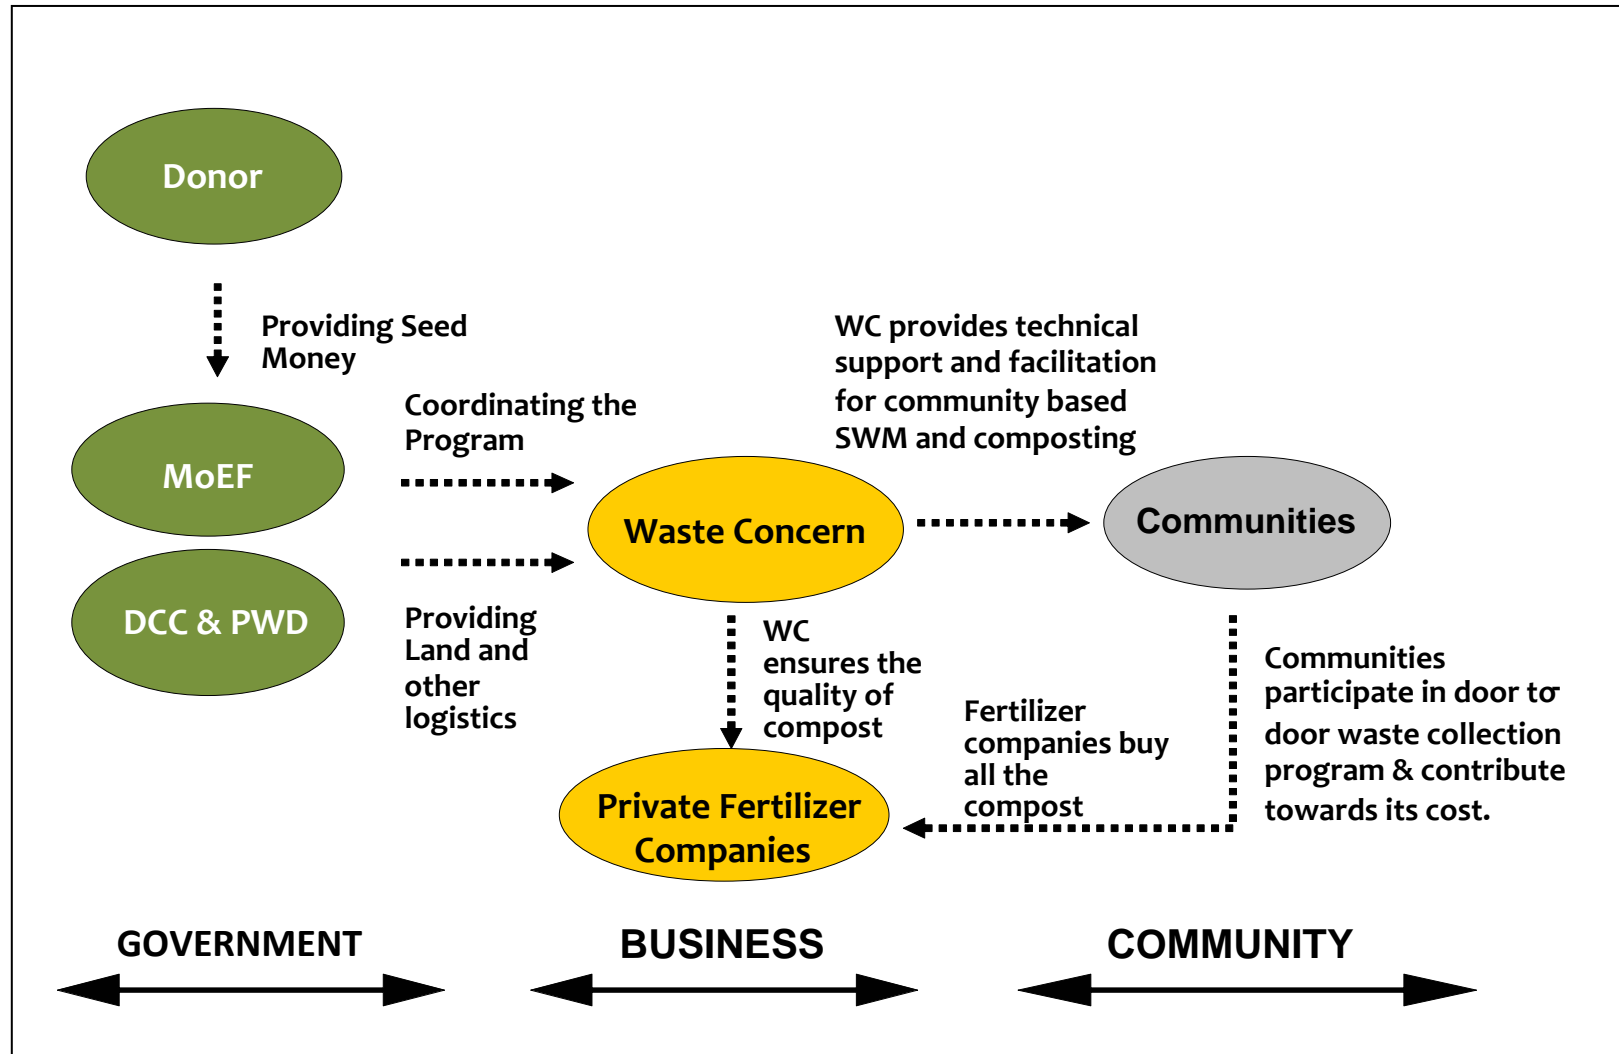 Donor
Providing Seed
Money
MoEF
Coordinating the
Program
DCC & PWD
Providing
Land and
other
logistics
Waste Concern
WC provides technical
support and facilitation
for community based
SWM and composting
Communities
WC
ensures the
quality of
compost
Private Fertilizer
Companies
Fertilizer
companies buy
all the
compost
Communities
participate in door to
door waste collection
program & contribute
towards its cost.
GOVERNMENT
BUSINESS
COMMUNITY